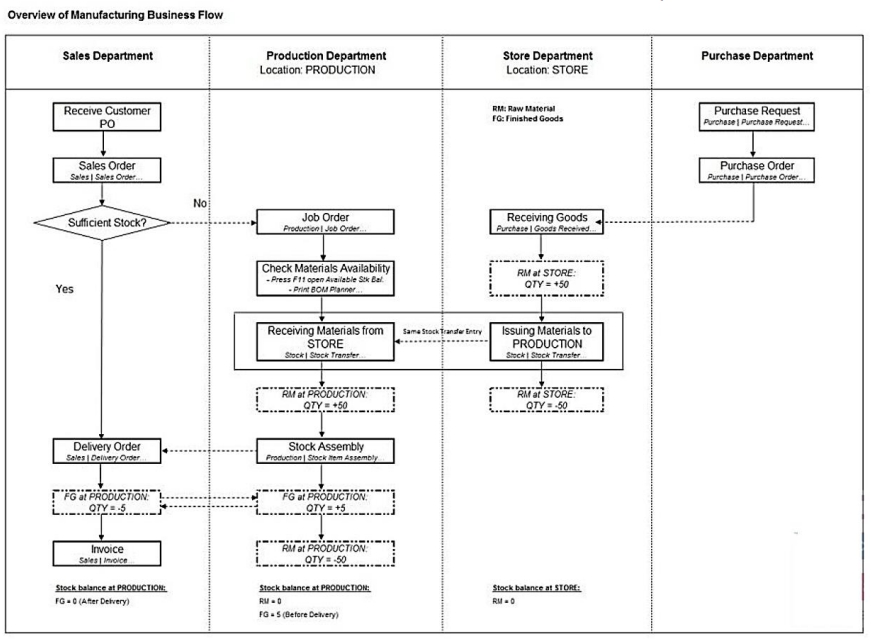 Overview of Manufacturing Business Flow
Sales Department
Production Department
Location: PRODUCTION
Store Department
Location: STORE
Purchase Department
Receive Customer
PO
Sales Order
Sales | Sales Order...
Sufficient Stock?
No
Yes
Delivery Order
Sales | Delivery Order...
FG at PRODUCTION:
QTY = -5
Invoice
Sales | Invoice...
Stock balance at PRODUCTION:
FG = 0 (After Delivery)
Job Order
Production | Job Order...
Check Materials Availability
- Press F11 open Available Stk Bal.
- Print BOM Planner...
Receiving Materials from
STORE
Stock | Stock Transfer...
Same Stock Transfer Entry
RM at PRODUCTION:
QTY = +50
Stock Assembly
Production | Stock Item Assembly...
FG at PRODUCTION:
QTY = +5
RM at PRODUCTION:
QTY = -50
Stock balance at PRODUCTION:
RM = 0
FG = 5 (Before Delivery)
RM: Raw Material
FG: Finished Goods
Receiving Goods
Purchase | Goods Received...
RM at STORE:
QTY = +50
Issuing Materials to
PRODUCTION
Stock | Stock Transfer...
RM at STORE:
QTY = -50
Stock balance at STORE:
RM = 0
Purchase Request
Purchase | Purchase Request...
Purchase Order
Purchase | Purchase Order...